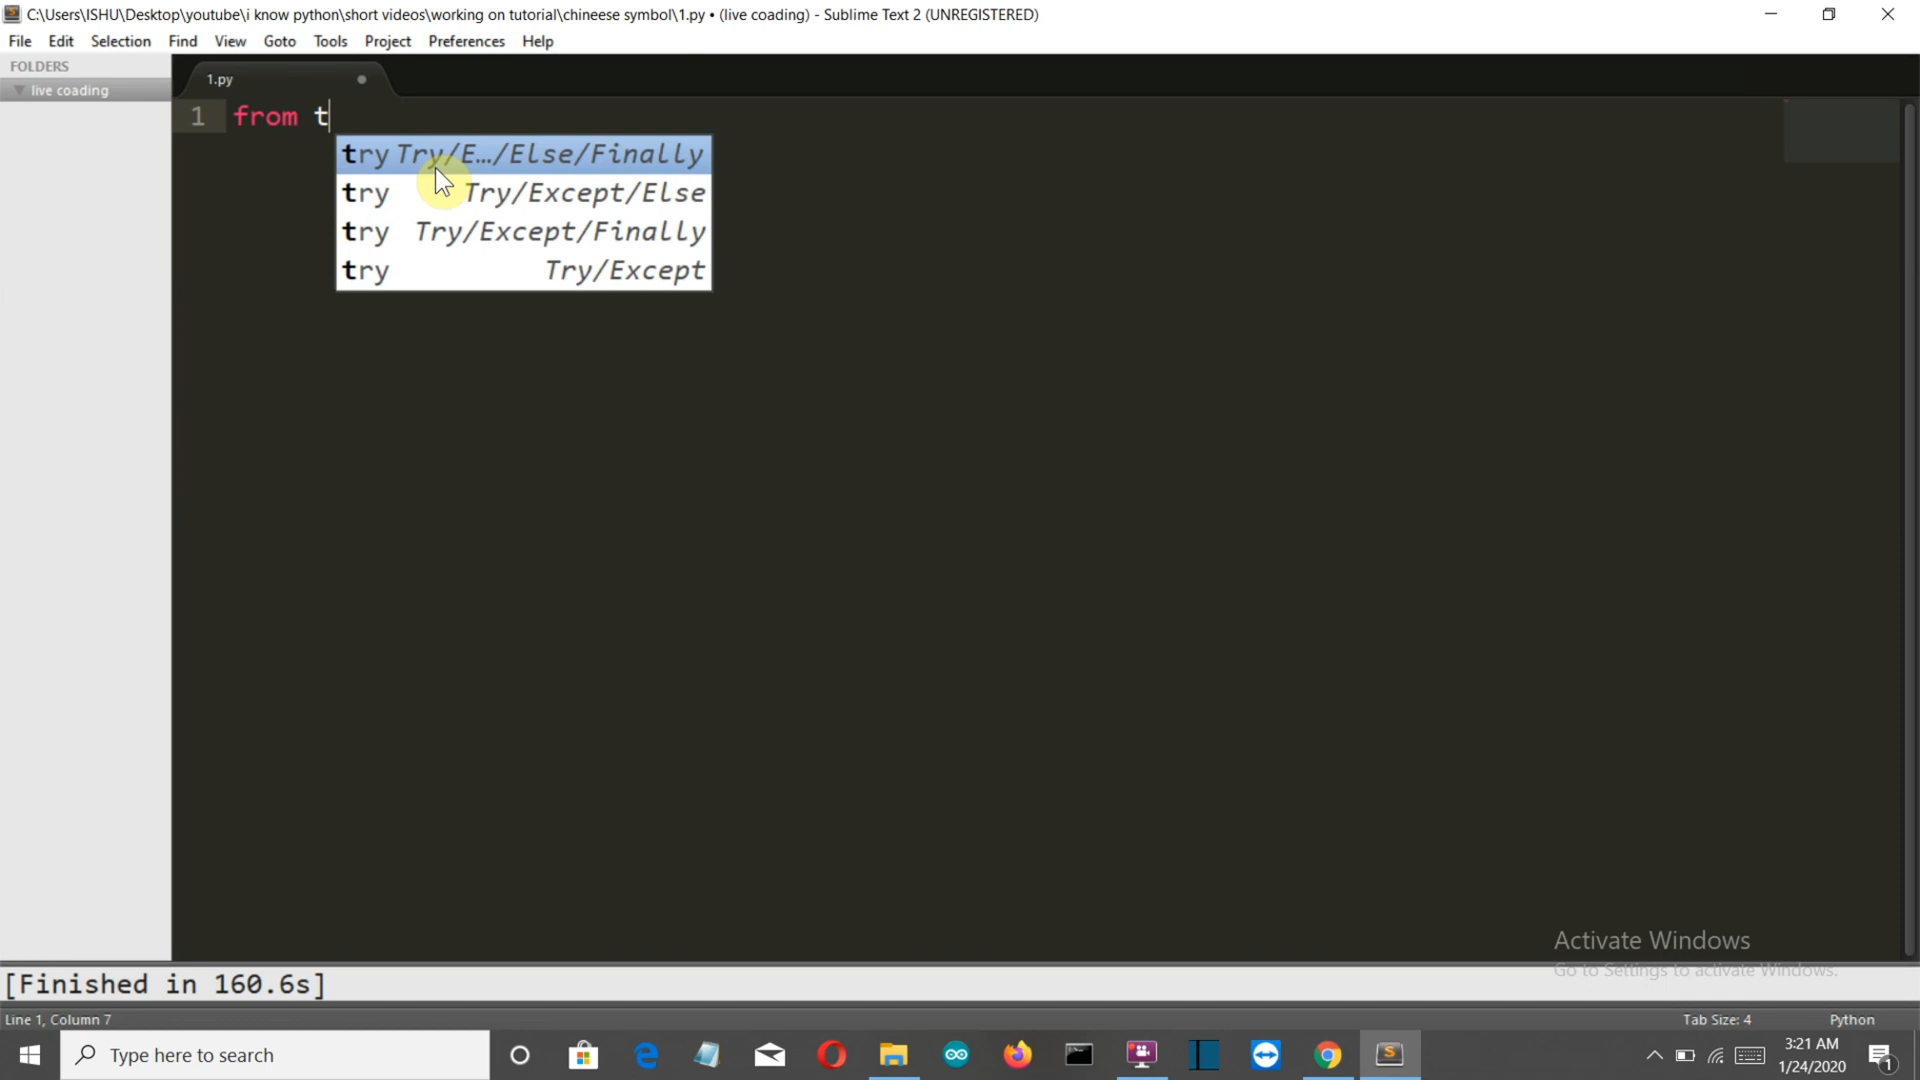 C:\Users\ISHU\Desktop\youtube\i know python\short videos\working on tutorial\chineese symbol\1.py • (live coading) - Sublime Text 2 (UNREGISTERED)
File Edit Selection Find View Goto Tools Project Preferences Help
FOLDERS
live coading
1.py
1 from t
try Try/E…/Else/Finally
try Try/Except/Else
try Try/Except/Finally
try Try/Except
Activate Windows
Go to Settings to activate Windows.
[Finished in 160.6s]
Line 1, Column 7 Tab Size: 4 Python
Type here to search
3:21 AM
1/24/2020
1